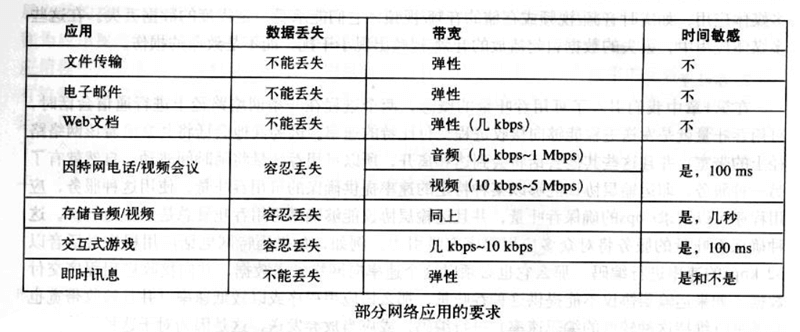 应用 数据丢失 带宽 时间敏感
文件传输 不能丢失 弹性 不
电子邮件 不能丢失 弹性 不
Web文档 不能丢失 弹性（几 kbps） 不
因特网电话/视频会议 容忍丢失 音频（几kbps~1 Mbps） 是，100 ms
视频（10 kbps~5 Mbps）
存储音频/视频 容忍丢失 同上 是，几秒
交互式游戏 容忍丢失 几 kbps~10 kbps 是，100 ms
即时讯息 不能丢失 弹性 是和不是
部分网络应用的要求